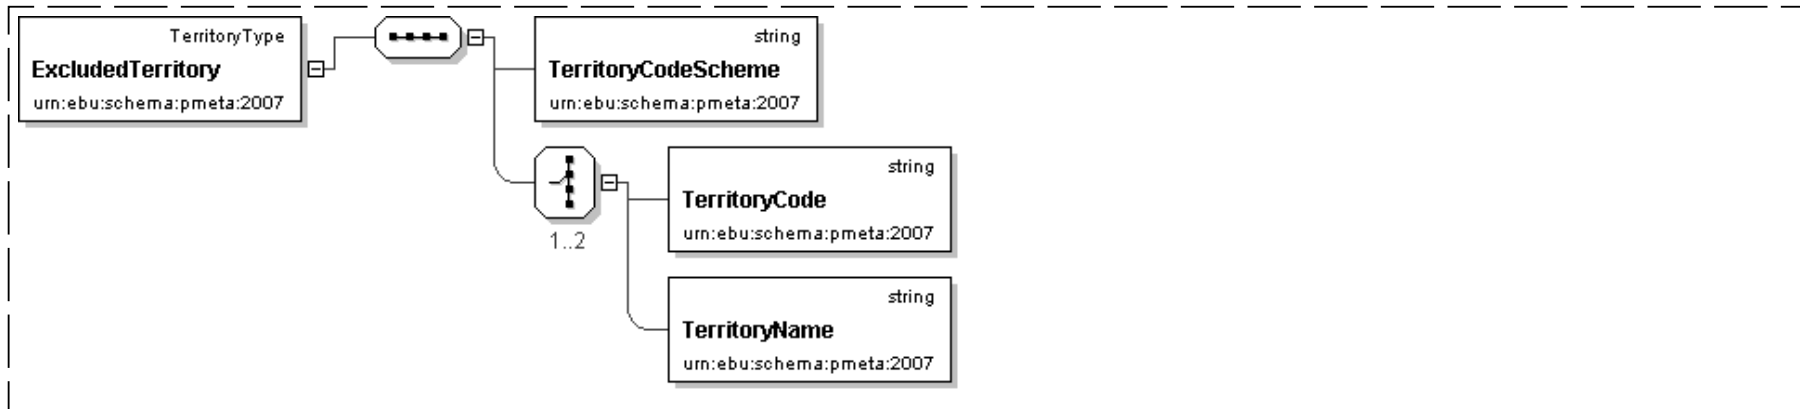 TerritoryType
ExcludedTerritory
urn:ebu:schema:pmeta:2007
string
TerritoryCodeScheme
urn:ebu:schema:pmeta:2007
1..2
string
TerritoryCode
urn:ebu:schema:pmeta:2007
string
TerritoryName
urn:ebu:schema:pmeta:2007